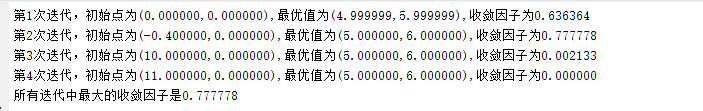 第1次迭代，初始点为(0.000000,0.000000),最优值为(4.999999,5.999999),收敛因子为0.636364
第2次迭代，初始点为(-0.400000,0.000000),最优值为(5.000000,6.000000),收敛因子为0.777778
第3次迭代，初始点为(10.000000,0.000000),最优值为(5.000000,6.000000),收敛因子为0.002133
第4次迭代，初始点为(11.000000,0.000000),最优值为(5.000000,6.000000),收敛因子为0.000000
所有迭代中最大的收敛因子是0.777778